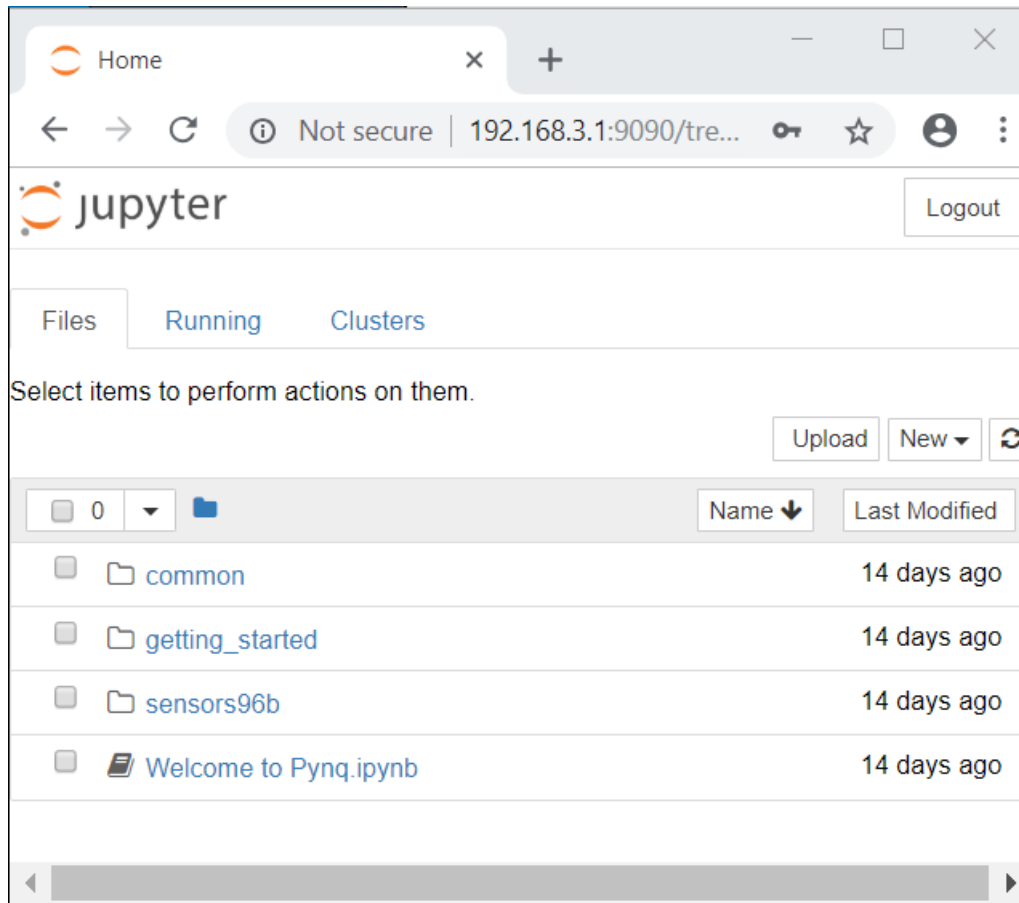 Home
Not secure 192.168.3.1:9090/tre...
jupyter
Logout
Files Running Clusters
Select items to perform actions on them.
Upload New
0 Name Last Modified
common 14 days ago
getting_started 14 days ago
sensors96b 14 days ago
Welcome to Pynq.ipynb 14 days ago